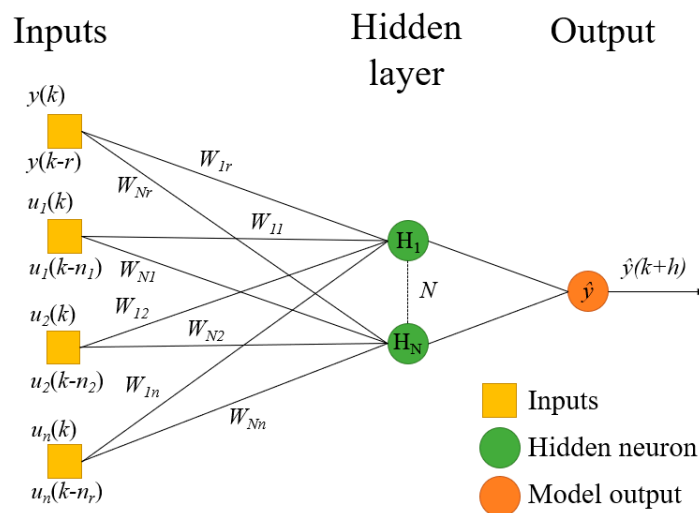 Inputs
Hidden
layer
Output
y(k)
y(k-r)
W1r
WNr
u1(k)
W11
u1(k-n1)
WN1
H1
ŷ(k+h)
u2(k)
W12
N
ŷ
WN2
HN
u2(k-n2)
W1n
WNn
un(k)
un(k-nr)
Inputs
Hidden neuron
Model output